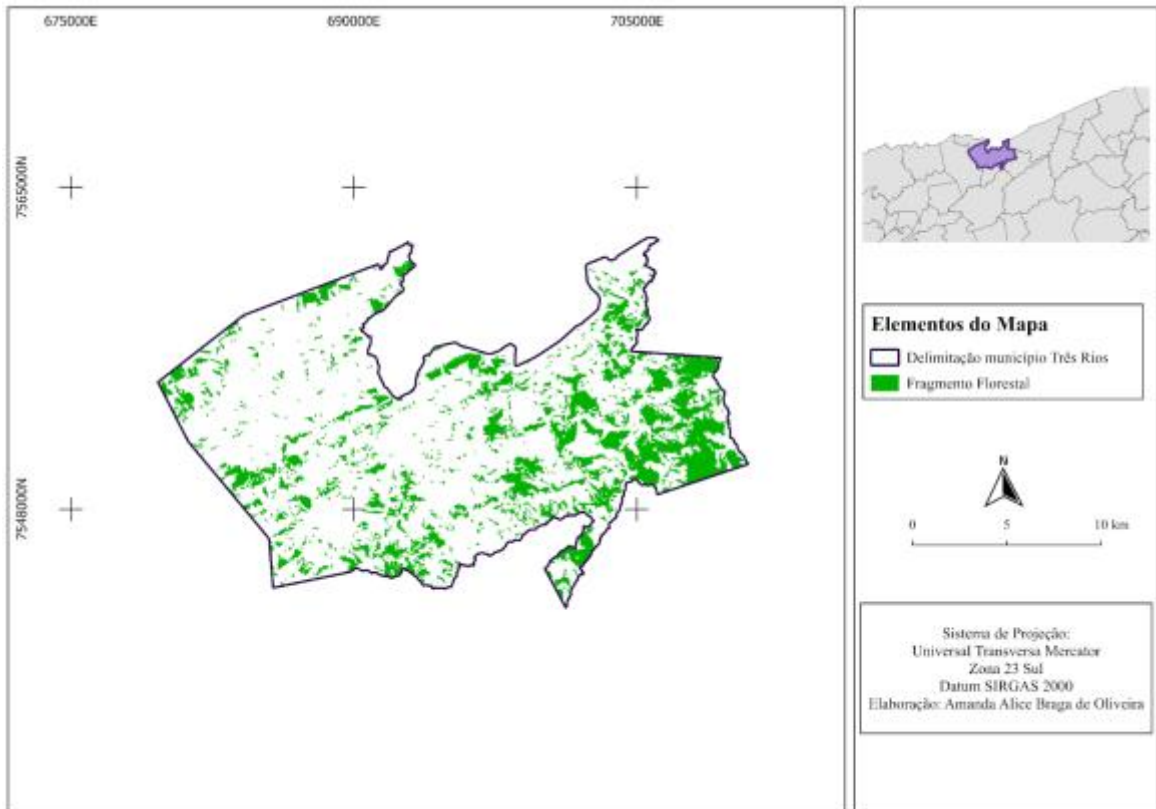 675000E
690000E
705000E
7565000N
7548000N
Elementos do Mapa
Delimitação município Três Rios
Fragmento Florestal
N
0 5 10 km
Sistema de Projeção:
Universal Transversa Mercator
Zona 23 Sul
Datum SIRGAS 2000
Elaboração: Amanda Alice Braga de Oliveira